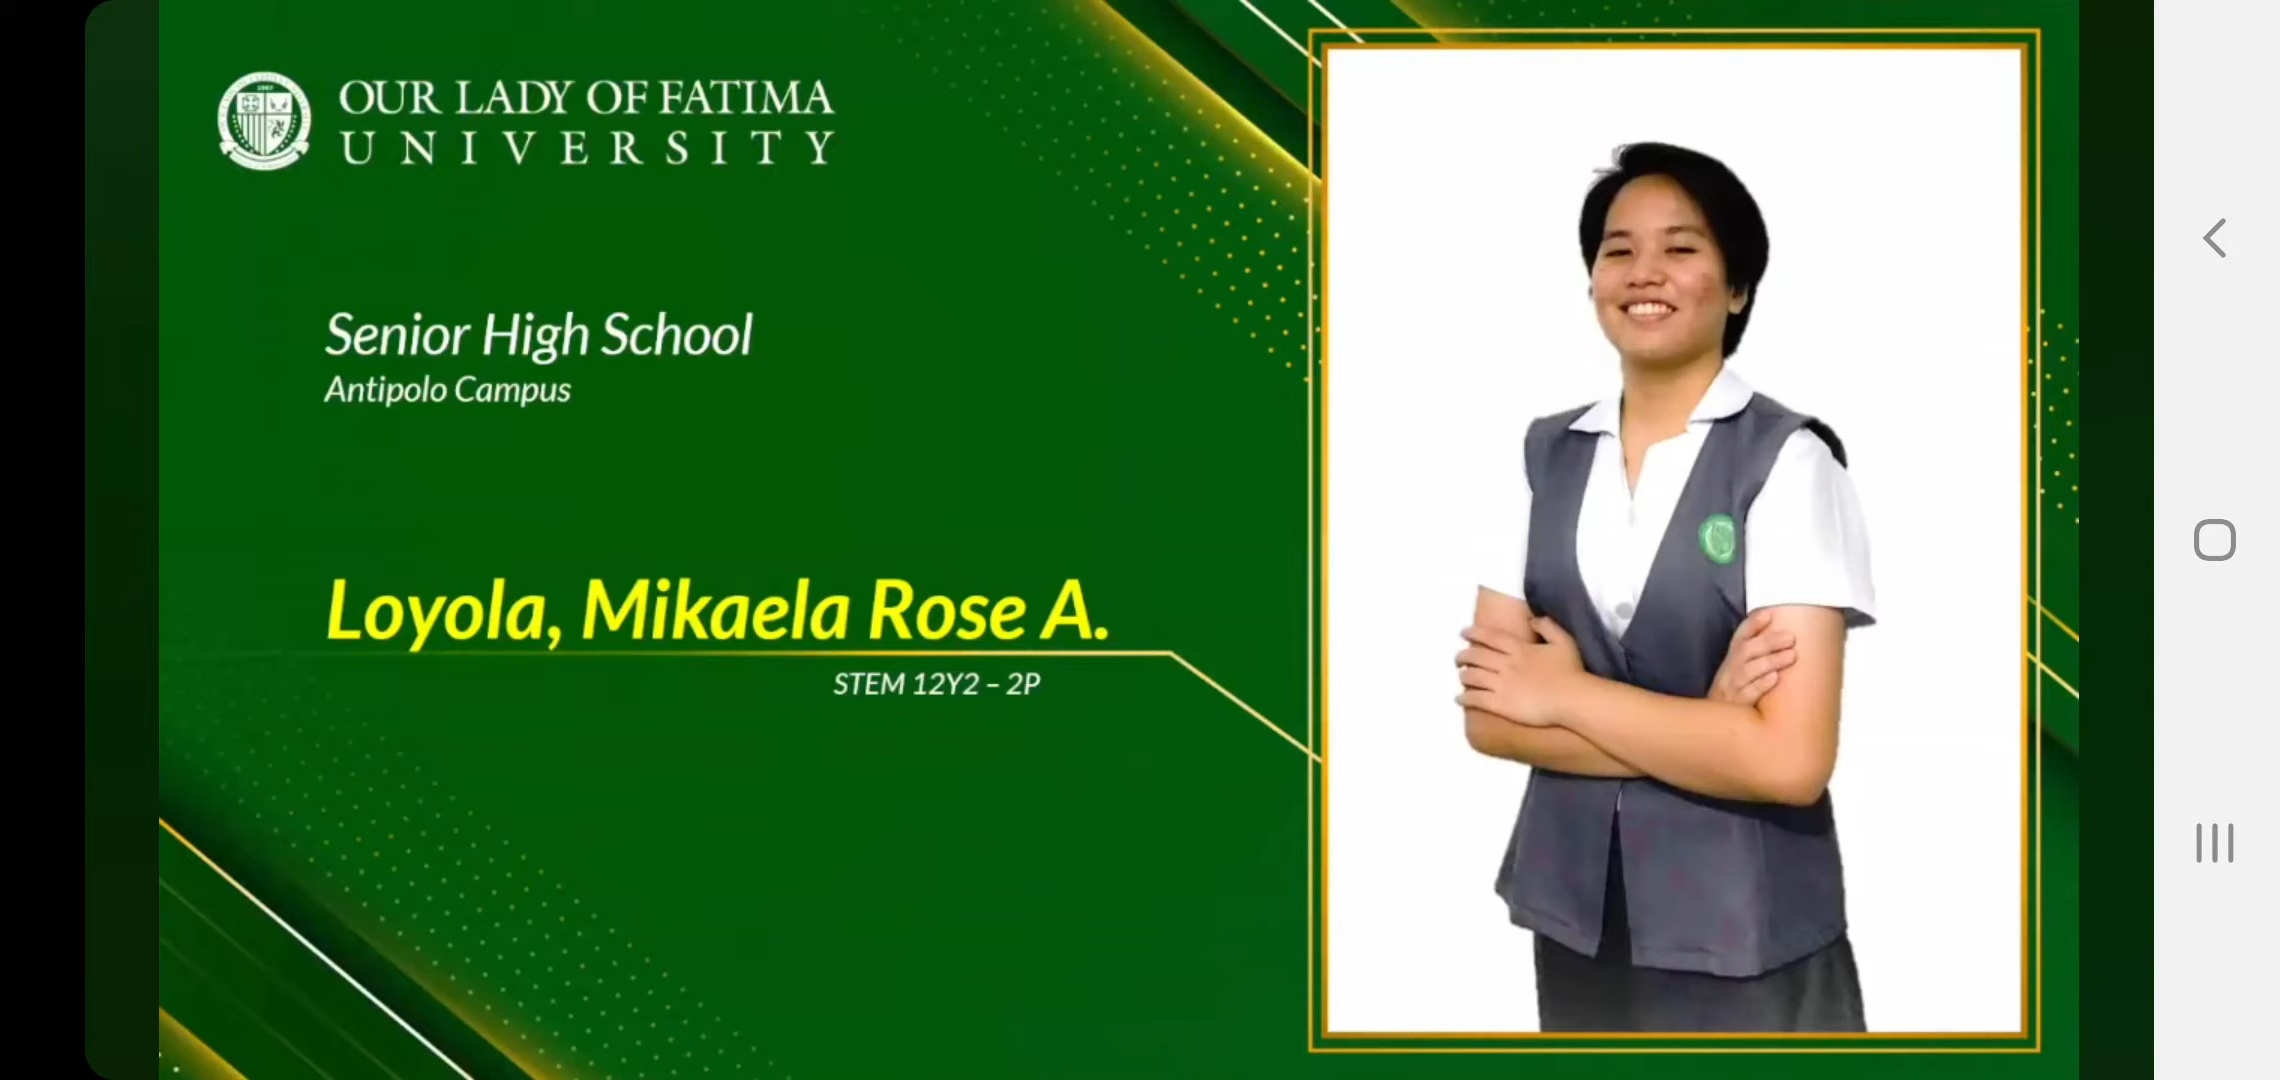 OUR LADY OF FATIMA
UNIVERSITY
Senior High School
Antipolo Campus
Loyola, Mikaela Rose A.
STEM 12Y2 – 2P